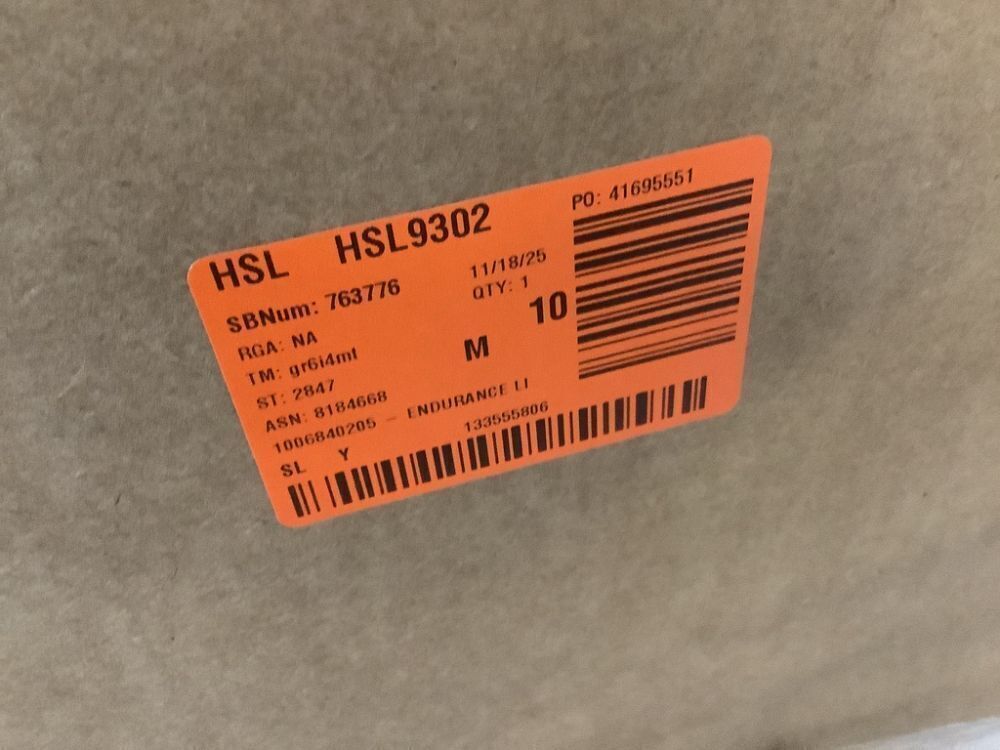 HSL HSL9302 PO: 41695551
SBNum: 763776 11/18/25
RGA: NA QTY: 1
TM: gr6i4mt M 10
ST: 2847
ASN: 8184668
1006840205 - ENDURANCE LI
SL Y 133555806